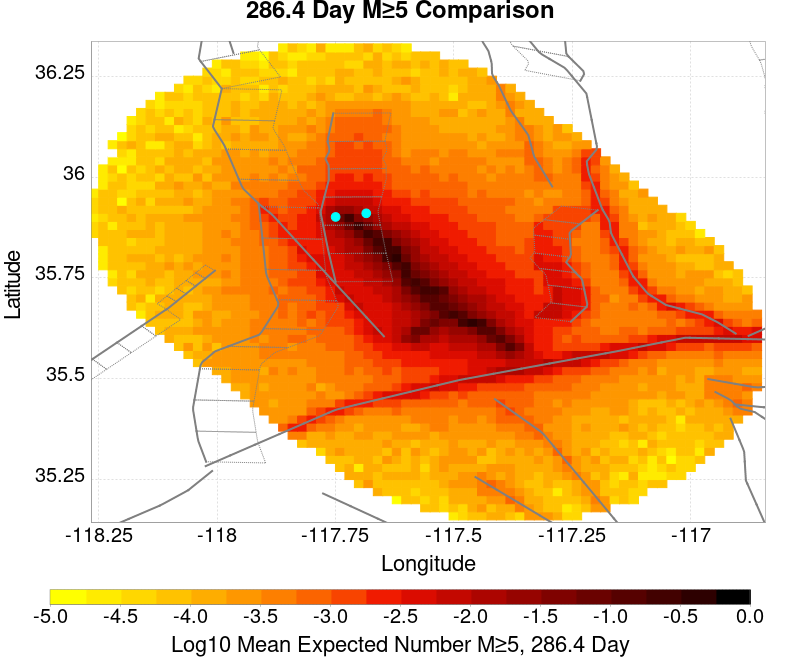 286.4 Day M≥5 Comparison
36.25
36
35.75
35.5
35.25
Latitude
-118.25 -118 -117.75 -117.5 -117.25 -117
Longitude
-5.0 -4.5 -4.0 -3.5 -3.0 -2.5 -2.0 -1.5 -1.0 -0.5 0.0
Log10 Mean Expected Number M≥5, 286.4 Day